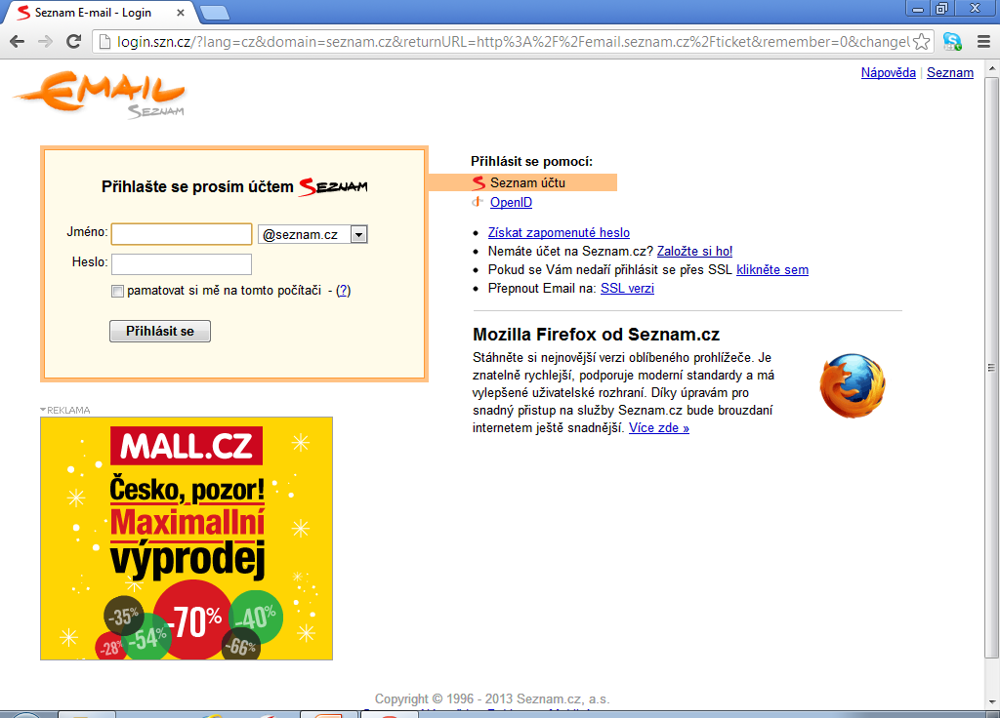 Seznam E-mail - Login
login.szn.cz/?lang=cz&domain=seznam.cz&returnURL=http%3A%2F%2Femail.seznam.cz%2Fticket&remember=0&changel
EMAIL
SEZNAM
Nápověda | Seznam
Přihlašte se prosím účtem SEZNAM
Jméno: @seznam.cz
Heslo:
pamatovat si mě na tomto počítači - (?)
Přihlásit se
Přihlásit se pomocí:
Seznam účtu
OpenID
Získat zapomenuté heslo
Nemáte účet na Seznam.cz? Založte si ho!
Pokud se Vám nedaří přihlásit se přes SSL klikněte sem
Přepnout Email na: SSL verzi
Mozilla Firefox od Seznam.cz
Stáhněte si nejnovější verzi oblíbeného prohlížeče. Je
znatelně rychlejší, podporuje moderní standardy a má
vylepšené uživatelské rozhraní. Díky úpravám pro
snadný přistup na služby Seznam.cz bude brouzdaní
internetem ještě snadnější. Více zde »
REKLAMA
MALL.CZ
Česko, pozor!
Maximallní
výprodej
-35%
-70%
-40%
-28%
-54%
-66%
Copyright © 1996 - 2013 Seznam.cz, a.s.